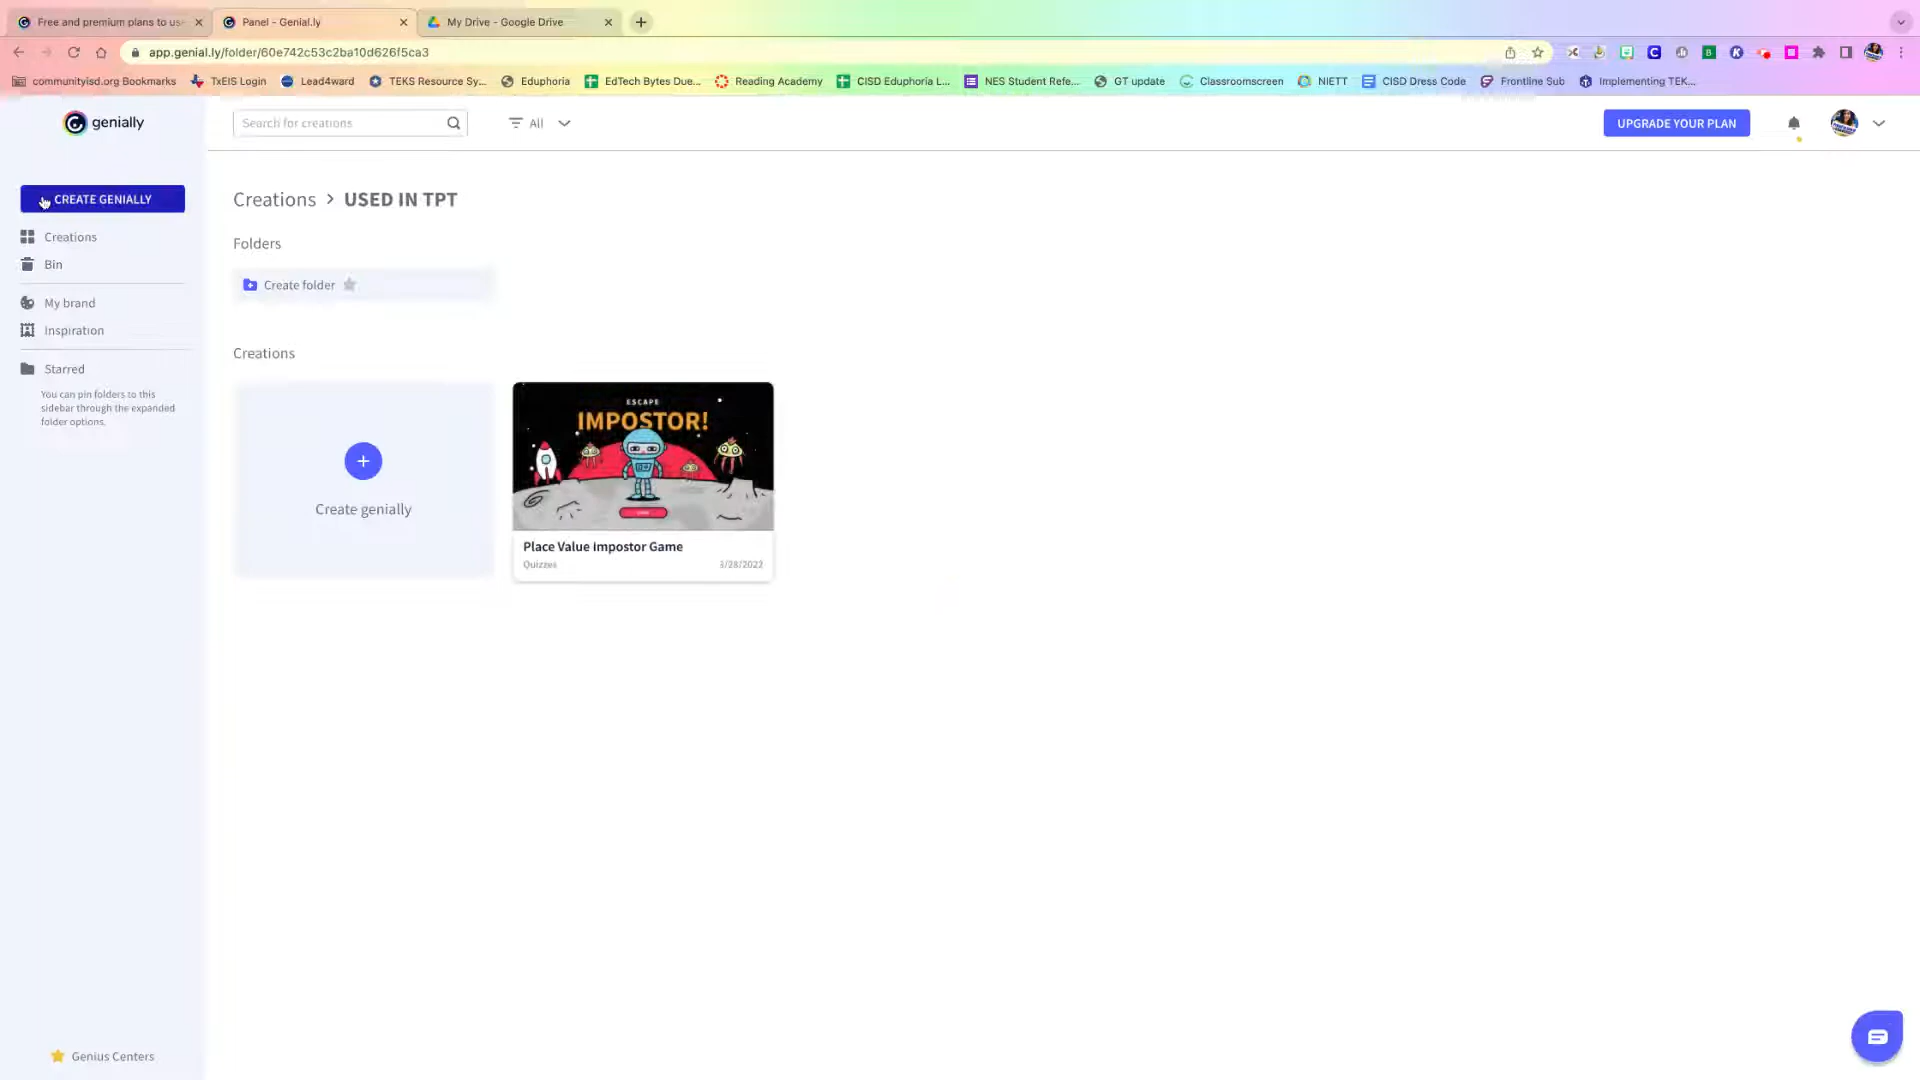 Free and premium plans to us
Panel - Genial.ly
My Drive - Google Drive
app.genial.ly/folder/60e742c53c2ba10d626f5ca3
communityisd.org Bookmarks
TxEIS Login
Lead4ward
TEKS Resource Sy...
Eduphoria
EdTech Bytes Due...
Reading Academy
CISD Eduphoria L...
NES Student Refe...
GT update
Classroomscreen
NIETT
CISD Dress Code
Frontline Sub
Implementing TEK...
genially
Search for creations
All
UPGRADE YOUR PLAN
CREATE GENIALLY
Creations
Bin
My brand
Inspiration
Starred
You can pin folders to this
sidebar through the expanded
folder options.
Genius Centers
Creations > USED IN TPT
Folders
Create folder
Creations
Create genially
ESCAPE
IMPOSTOR!
Place Value Impostor Game
Quizzes